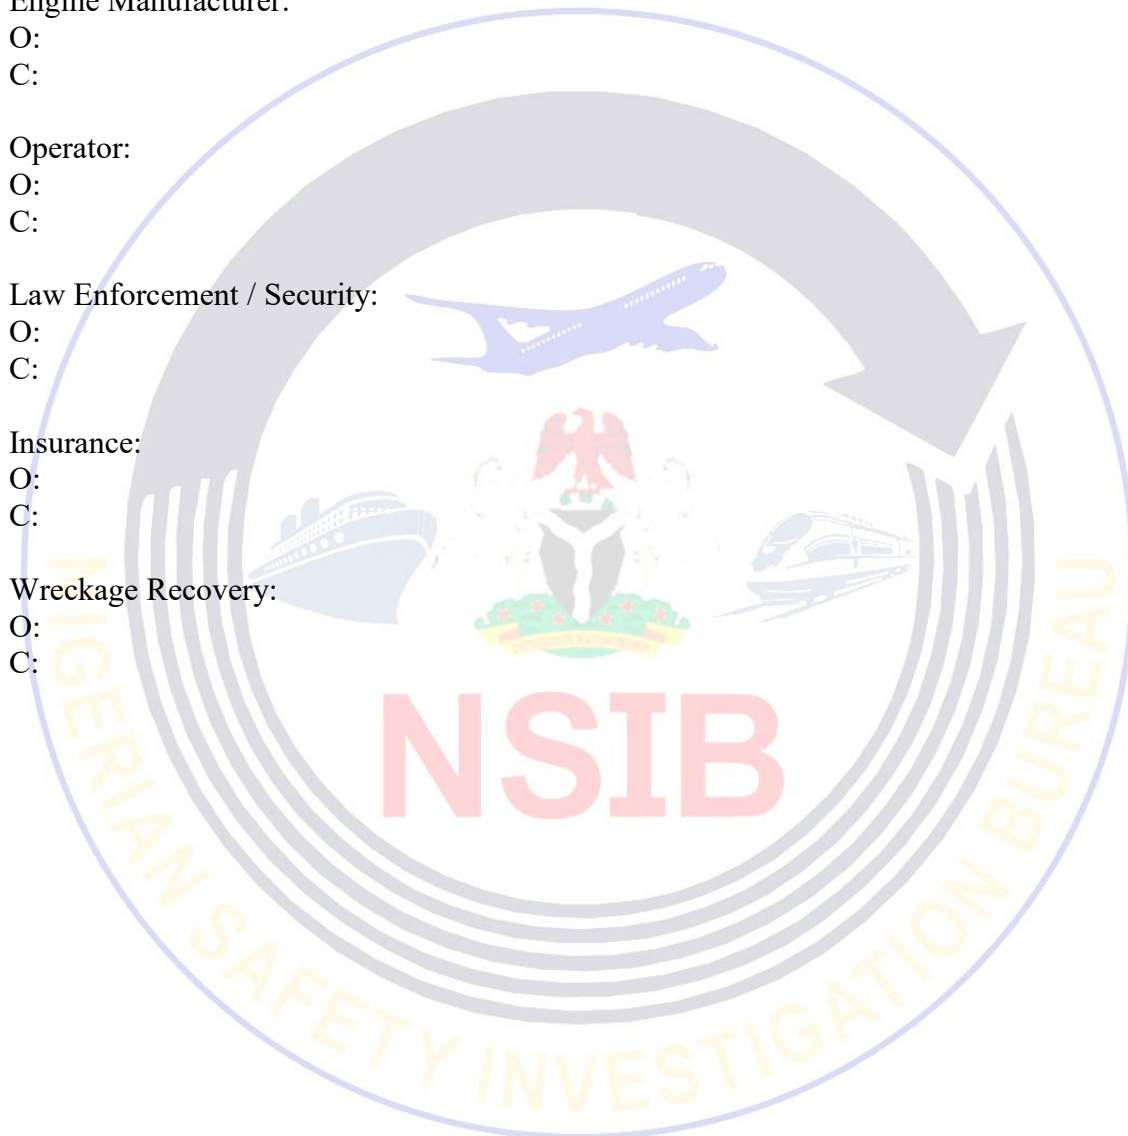 Engine Manufacturer:
O:
C:
Operator:
O:
C:
Law Enforcement / Security:
O:
C:
Insurance:
O:
C:
Wreckage Recovery:
O:
C:
NSIB
NIGERIAN SAFETY INVESTIGATION BUREAU